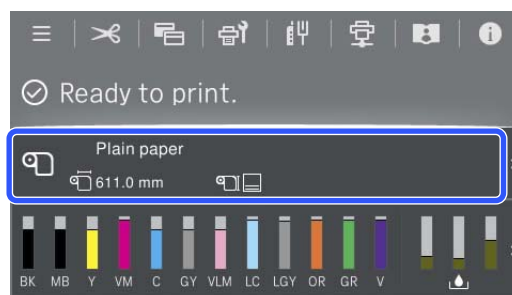 Ready to print.
Plain paper
611.0 mm
BK MB Y VM C GY VLM LC LGY OR GR V